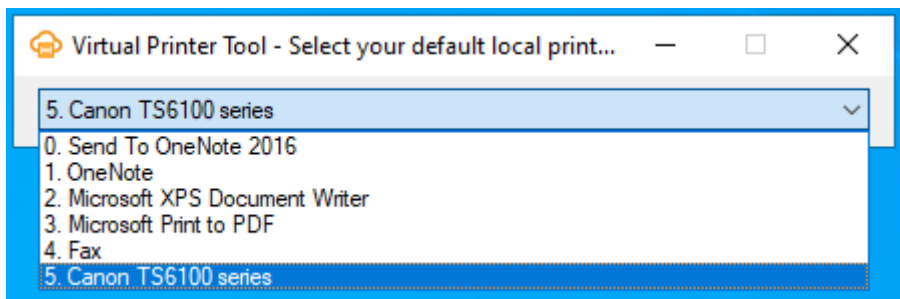 Virtual Printer Tool - Select your default local print...
5. Canon TS6100 series
0. Send To OneNote 2016
1. OneNote
2. Microsoft XPS Document Writer
3. Microsoft Print to PDF
4. Fax
5. Canon TS6100 series